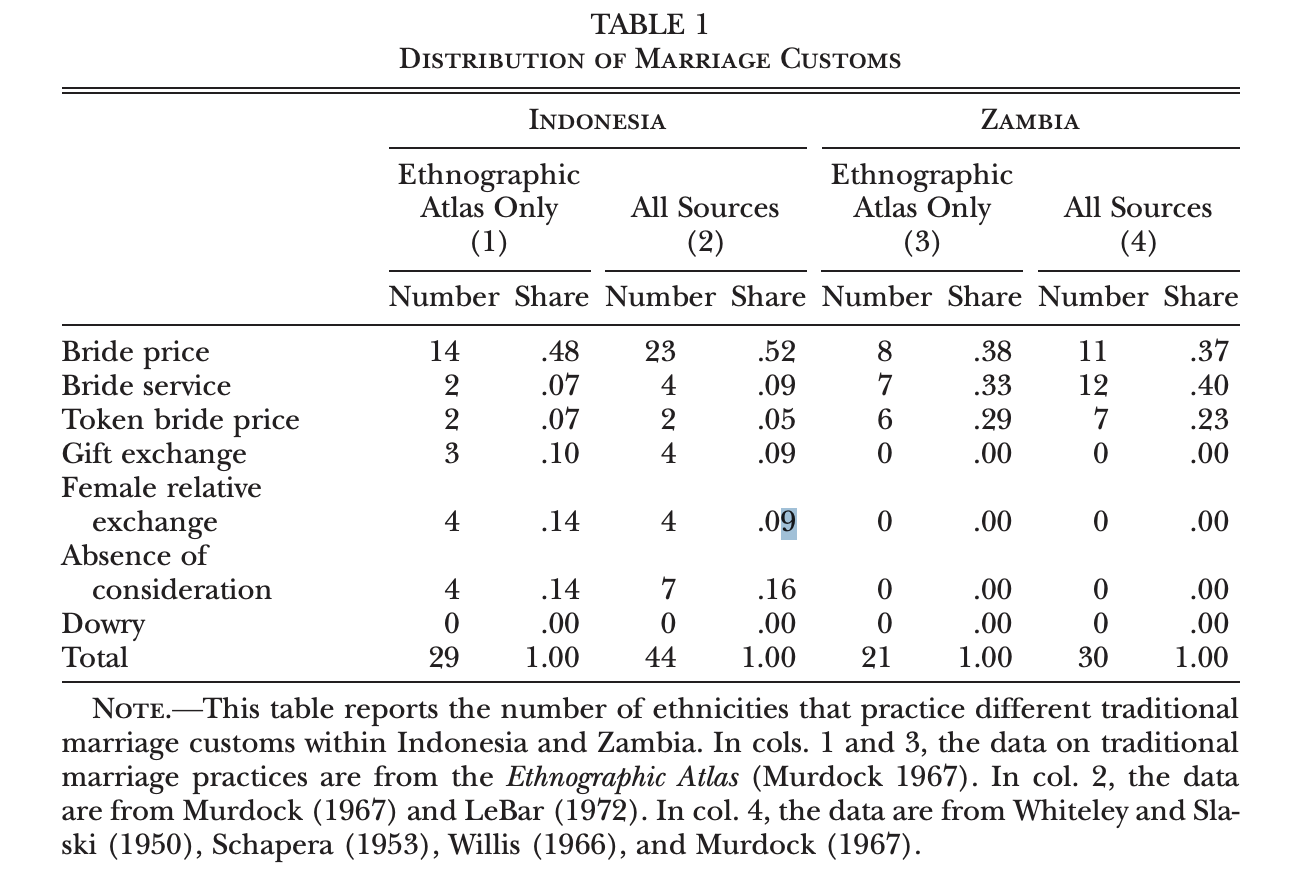 TABLE 1
Distribution of Marriage Customs
Indonesia Zambia
Ethnographic Atlas Only (1) All Sources (2) Ethnographic Atlas Only (3) All Sources (4)
Number Share Number Share Number Share Number Share
Bride price 14 .48 23 .52 8 .38 11 .37
Bride service 2 .07 4 .09 7 .33 12 .40
Token bride price 2 .07 2 .05 6 .29 7 .23
Gift exchange 3 .10 4 .09 0 .00 0 .00
Female relative
exchange 4 .14 4 .09 0 .00 0 .00
Absence of
consideration 4 .14 7 .16 0 .00 0 .00
Dowry 0 .00 0 .00 0 .00 0 .00
Total 29 1.00 44 1.00 21 1.00 30 1.00
Note.—This table reports the number of ethnicities that practice different traditional
marriage customs within Indonesia and Zambia. In cols. 1 and 3, the data on traditional
marriage practices are from the Ethnographic Atlas (Murdock 1967). In col. 2, the data
are from Murdock (1967) and LeBar (1972). In col. 4, the data are from Whiteley and Sla-
ski (1950), Schapera (1953), Willis (1966), and Murdock (1967).